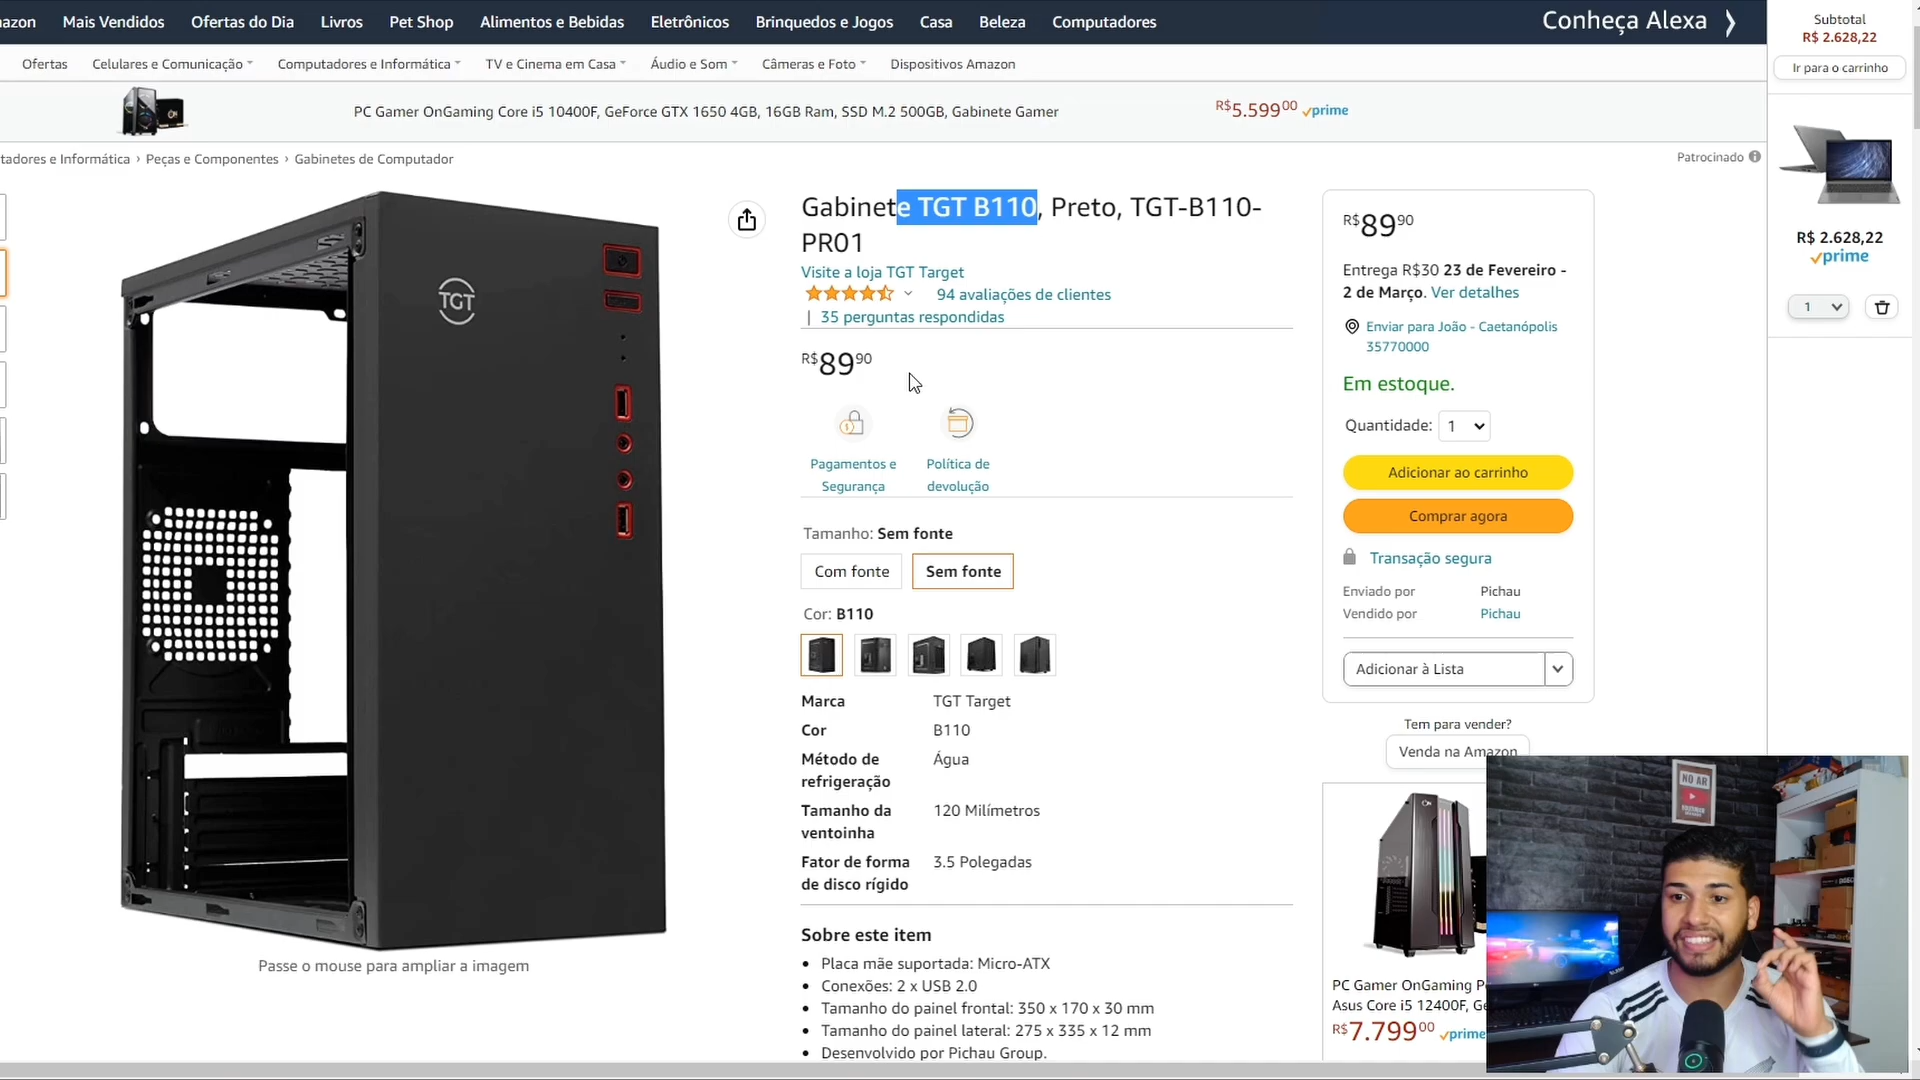 azon Mais Vendidos Ofertas do Dia Livros Pet Shop Alimentos e Bebidas Eletrônicos Brinquedos e Jogos Casa Beleza Computadores Conheça Alexa
Ofertas Celulares e Comunicação Computadores e Informática TV e Cinema em Casa Áudio e Som Câmeras e Foto Dispositivos Amazon
PC Gamer OnGaming Core i5 10400F, GeForce GTX 1650 4GB, 16GB Ram, SSD M.2 500GB, Gabinete Gamer R$5.599 00 prime
tadores e Informática › Peças e Componentes › Gabinetes de Computador
Patrocinado
TGT
Gabinete TGT B110, Preto, TGT-B110-
PR01
Visite a loja TGT Target
94 avaliações de clientes
| 35 perguntas respondidas
R$ 89 90
Pagamentos e
Segurança
Política de
devolução
Tamanho: Sem fonte
Com fonte Sem fonte
Cor: B110
Marca TGT Target
Cor B110
Método de
refrigeração
Água
Tamanho da
ventoinha
120 Milímetros
Fator de forma
de disco rígido
3.5 Polegadas
Sobre este item
• Placa mãe suportada: Micro-ATX
• Conexões: 2 x USB 2.0
• Tamanho do painel frontal: 350 x 170 x 30 mm
• Tamanho do painel lateral: 275 x 335 x 12 mm
• Desenvolvido por Pichau Group.
Passe o mouse para ampliar a imagem
R$ 89 90
Entrega R$30 23 de Fevereiro -
2 de Março. Ver detalhes
Enviar para João - Caetanópolis
35770000
Em estoque.
Quantidade: 1
Adicionar ao carrinho
Comprar agora
Transação segura
Enviado por Pichau
Vendido por Pichau
Adicionar à Lista
Tem para vender?
Venda na Amazon
PC Gamer OnGaming P
Asus Core i5 12400F, Ge
R$7.799 00 prime
Subtotal
R$ 2.628,22
Ir para o carrinho
R$ 2.628,22
prime
1
NO AR